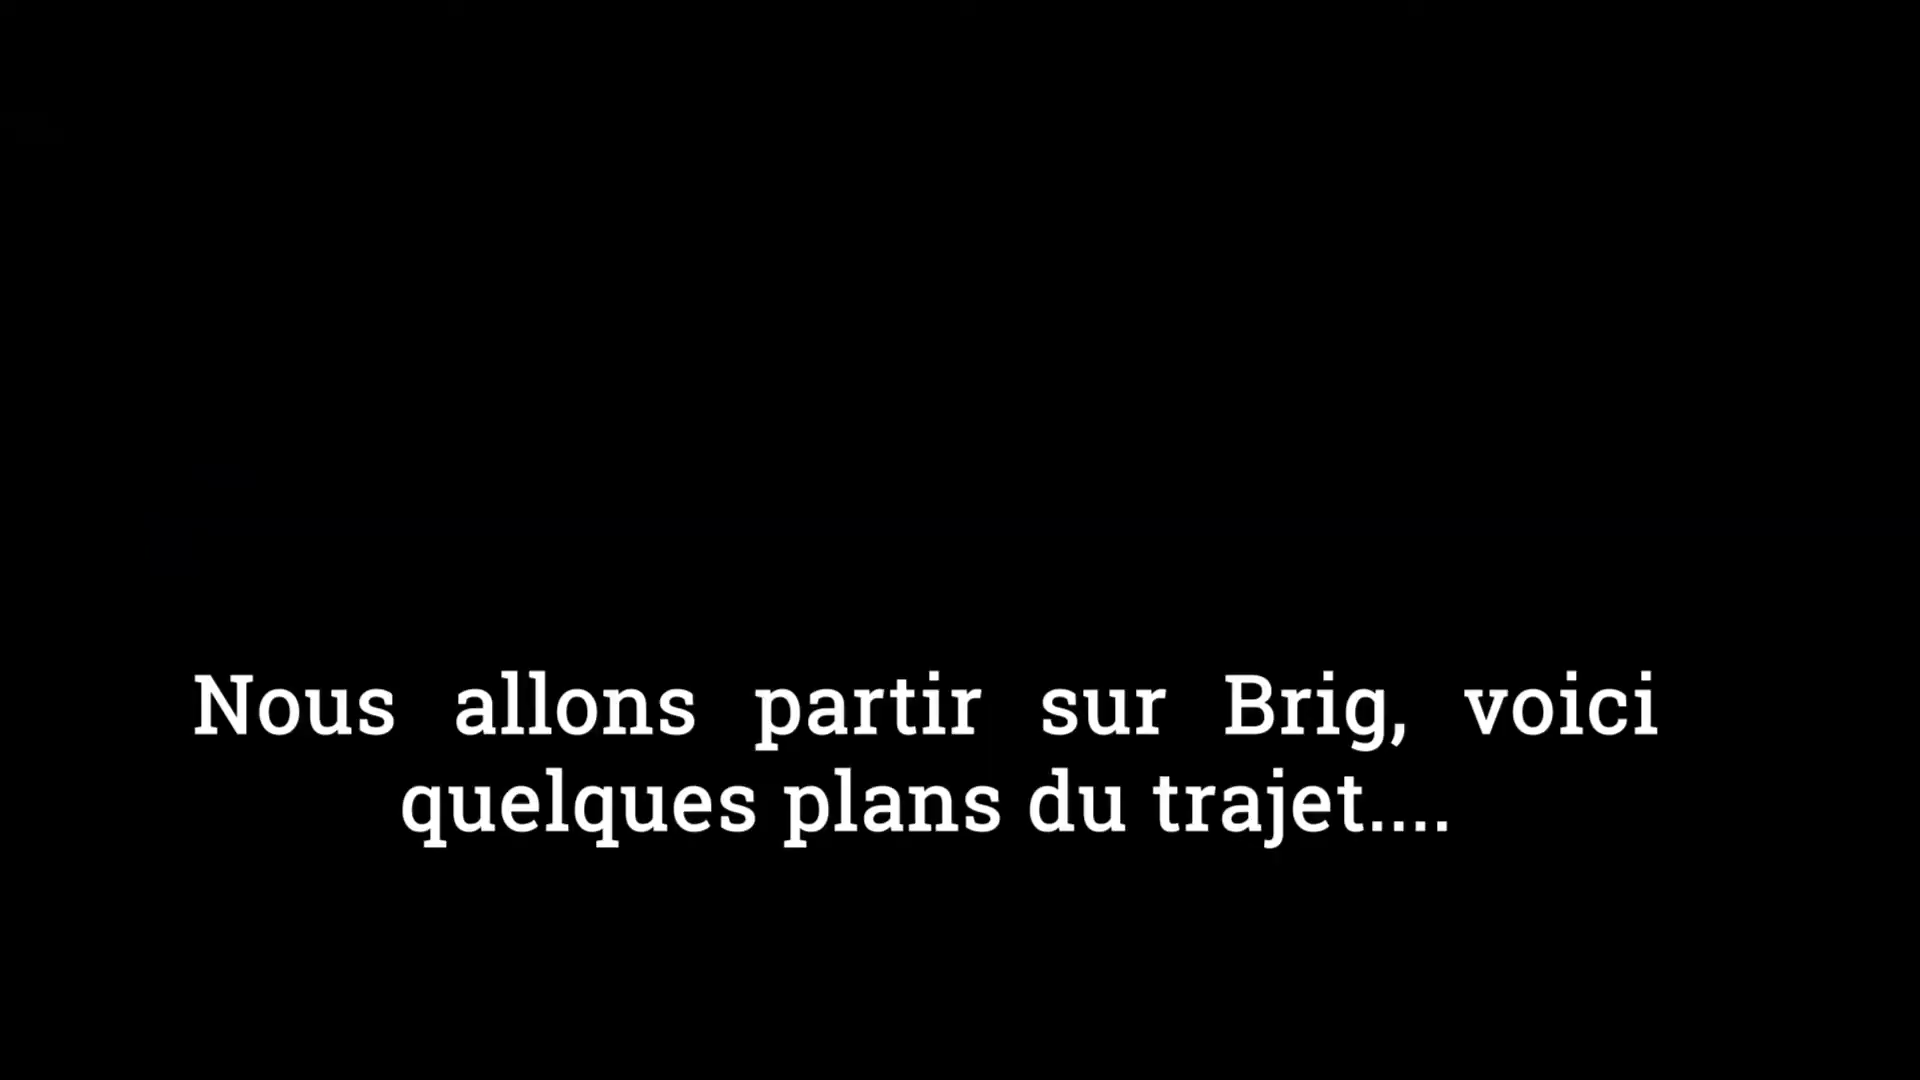 Nous allons partir sur Brig, voici
quelques plans du trajet....